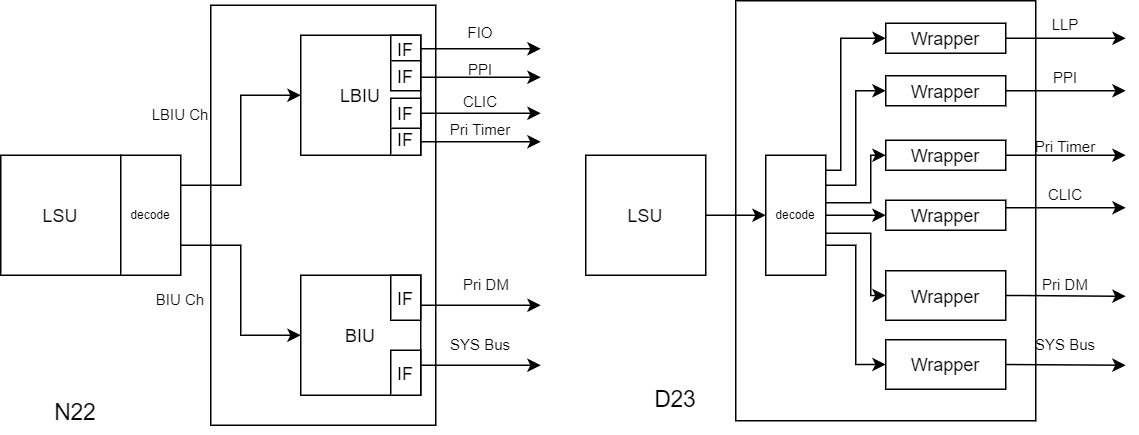 LBIU Ch
LSU
decode
BIU Ch
LBIU
IF
IF
IF
IF
FIO
PPI
CLIC
Pri Timer
BIU
IF
IF
Pri DM
SYS Bus
N22
LSU
decode
Wrapper
LLP
Wrapper
PPI
Wrapper
Pri Timer
Wrapper
CLIC
Wrapper
Pri DM
Wrapper
SYS Bus
D23